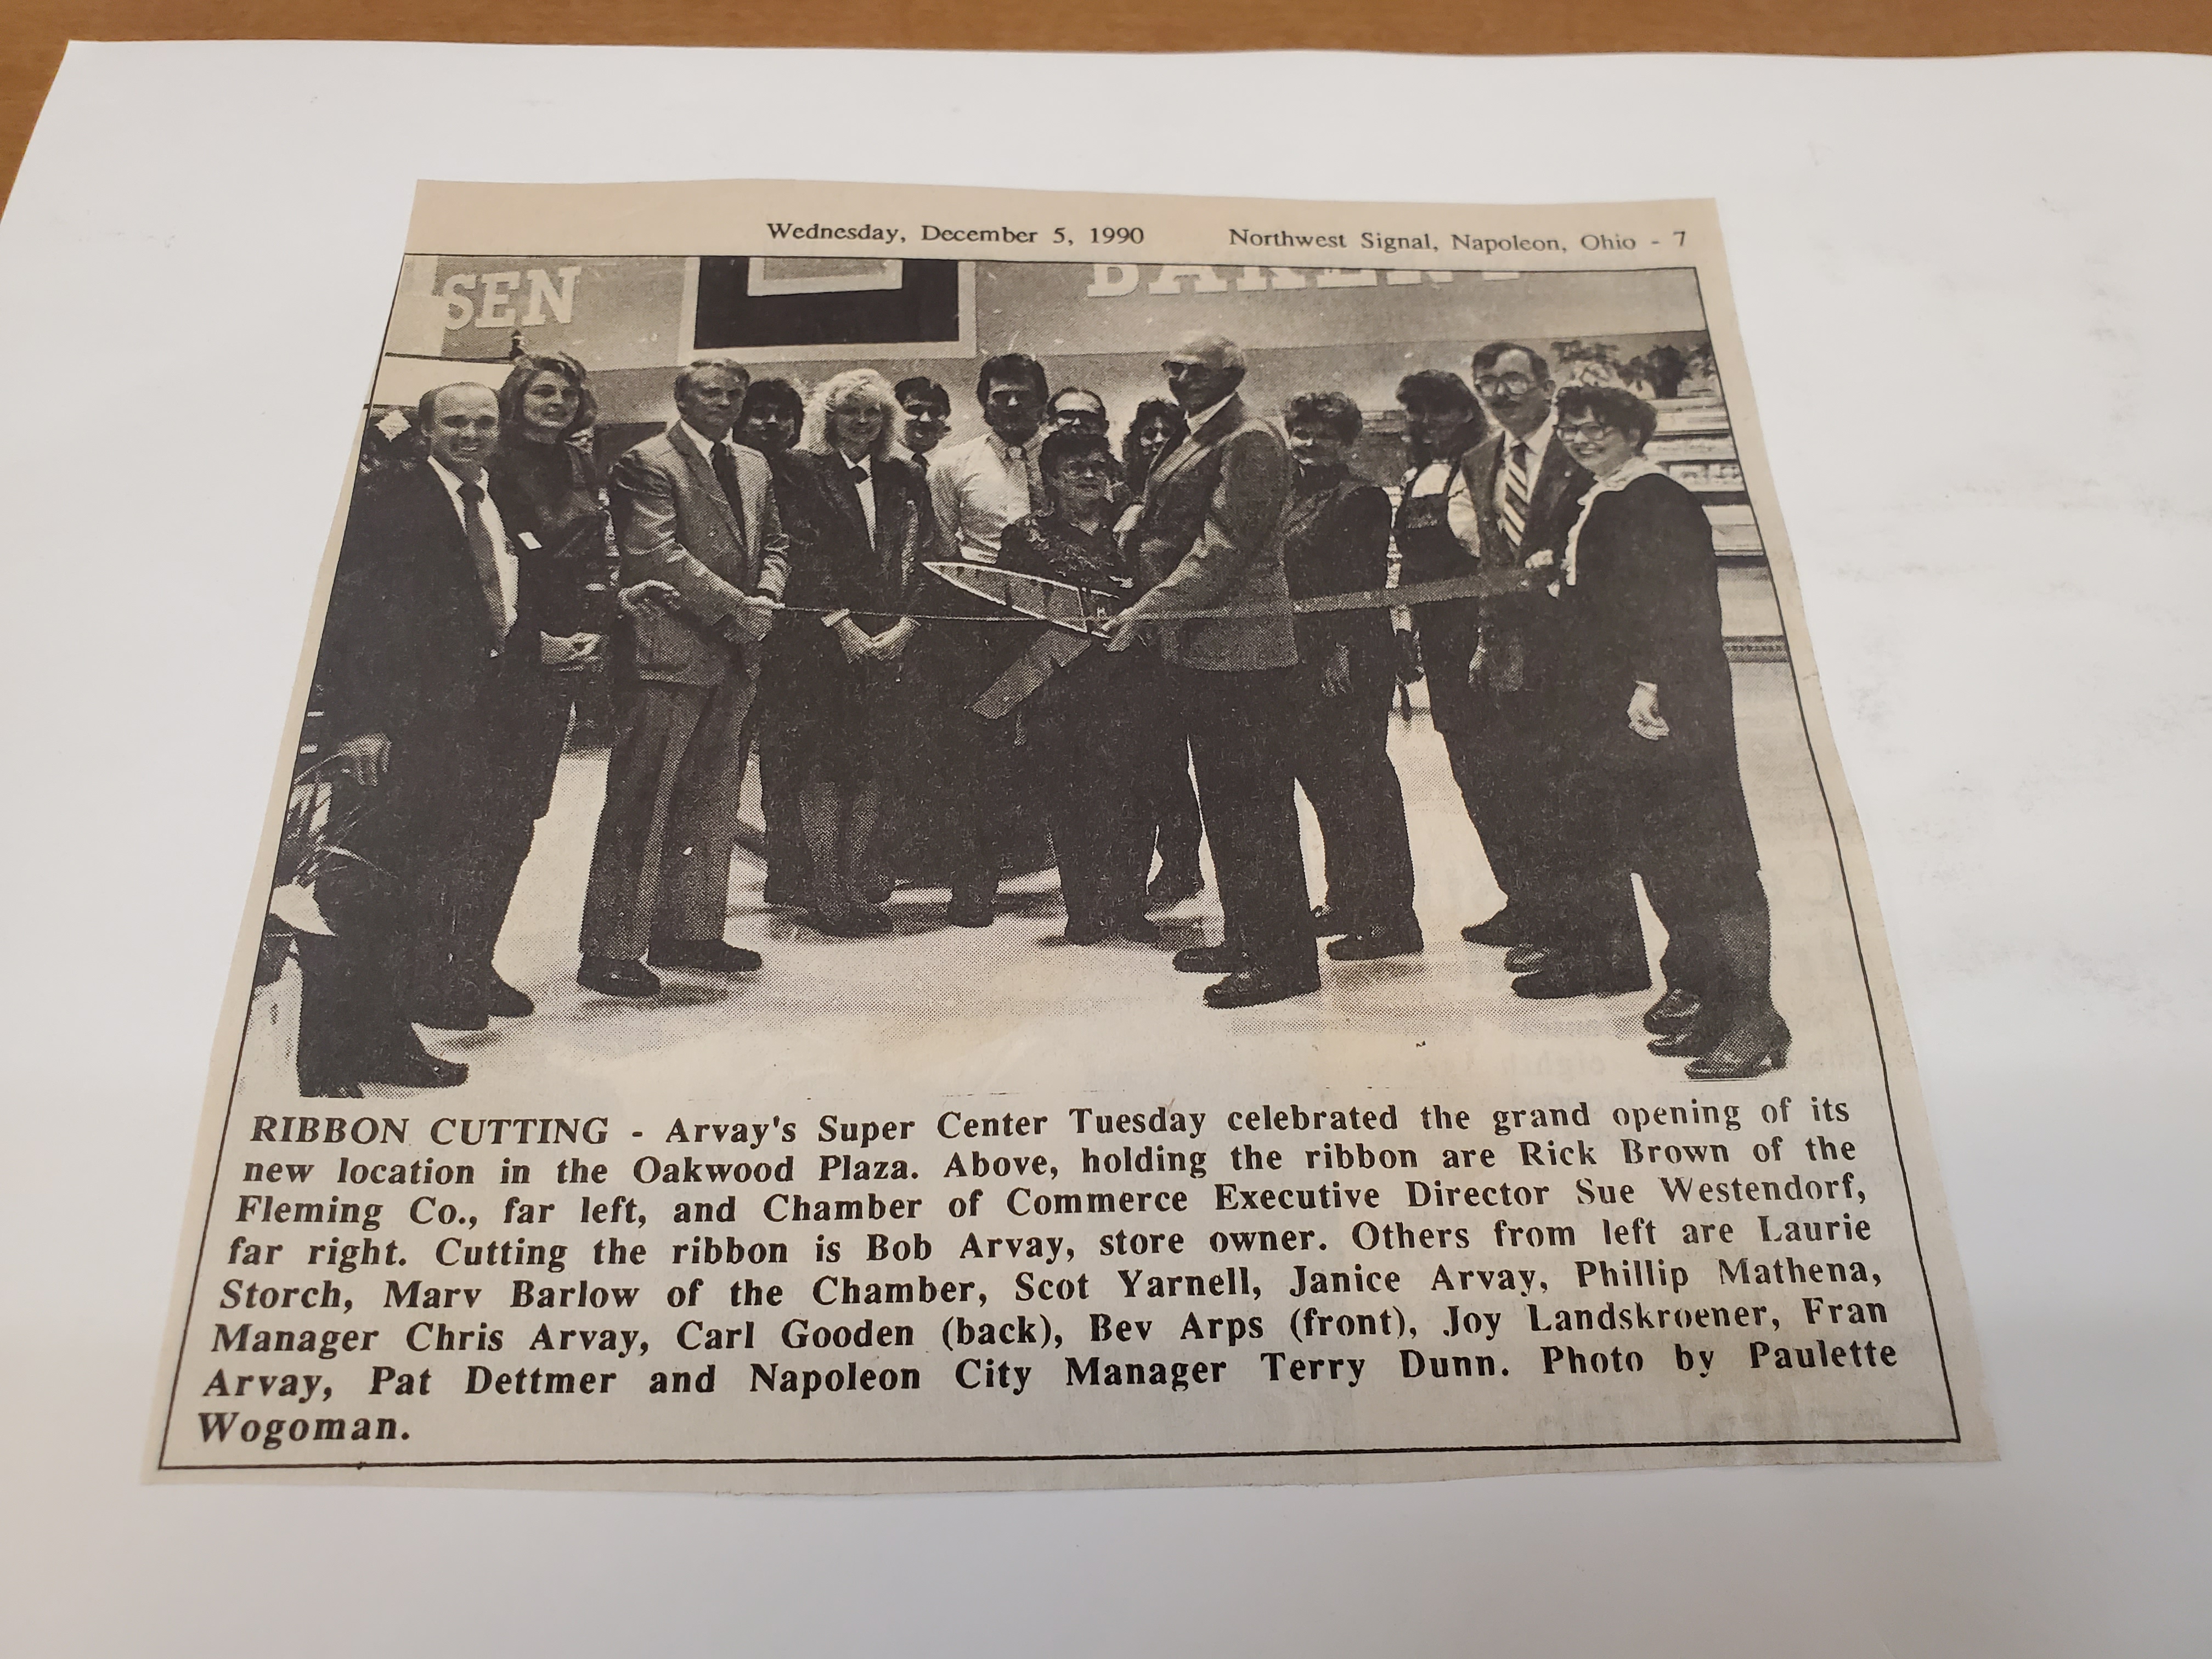 Wednesday, December 5, 1990 Northwest Signal, Napoleon, Ohio - 7
SEN
BAKERY
RIBBON CUTTING - Arvay's Super Center Tuesday celebrated the grand opening of its
new location in the Oakwood Plaza. Above, holding the ribbon are Rick Brown of the
Fleming Co., far left, and Chamber of Commerce Executive Director Sue Westendorf,
far right. Cutting the ribbon is Bob Arvay, store owner. Others from left are Laurie
Storch, Marv Barlow of the Chamber, Scot Yarnell, Janice Arvay, Phillip Mathena,
Manager Chris Arvay, Carl Gooden (back), Bev Arps (front), Joy Landskroener, Fran
Arvay, Pat Dettmer and Napoleon City Manager Terry Dunn. Photo by Paulette
Wogoman.